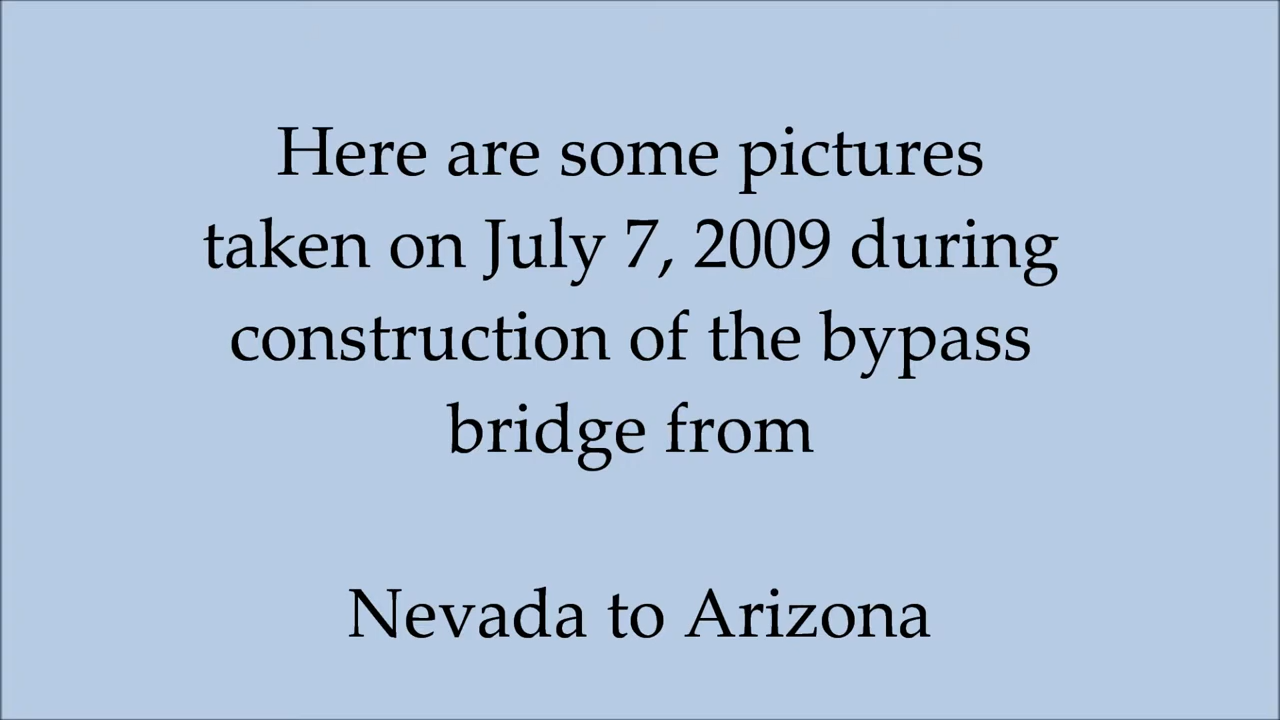 Here are some pictures
taken on July 7, 2009 during
construction of the bypass
bridge from
Nevada to Arizona